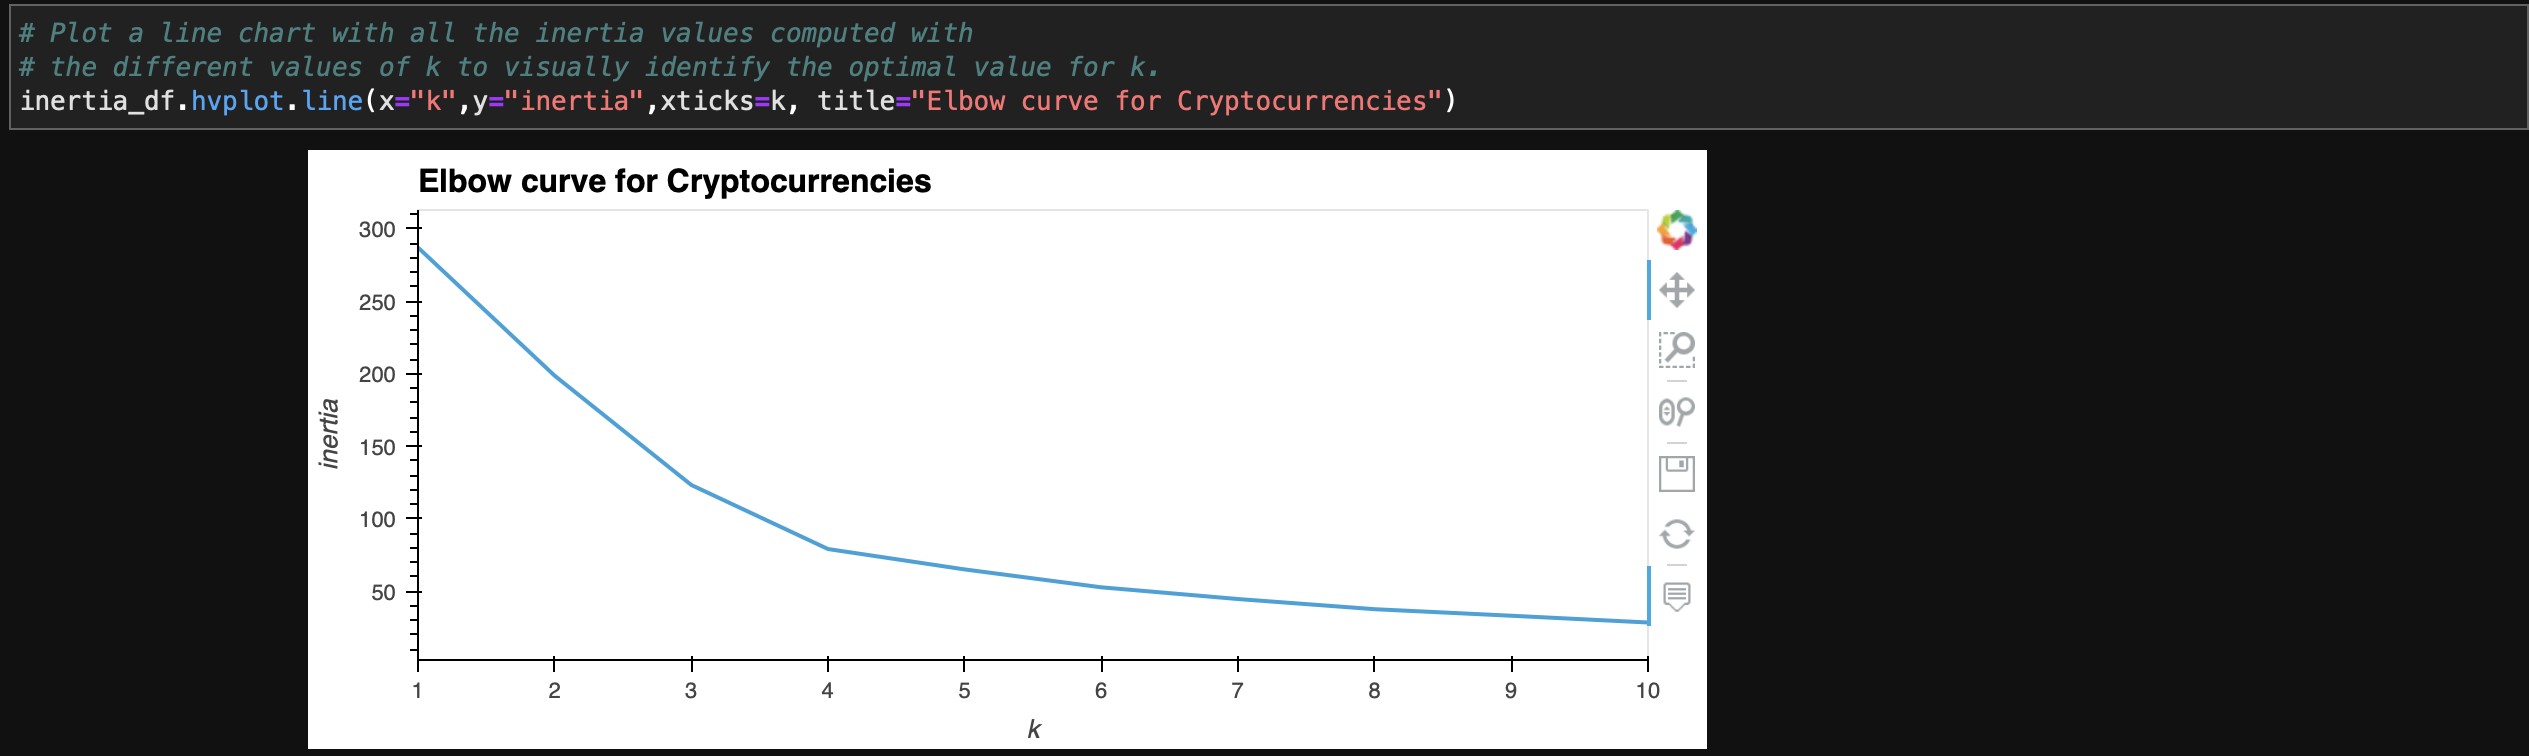 # Plot a line chart with all the inertia values computed with
# the different values of k to visually identify the optimal value for k.
inertia_df.hvplot.line(x="k",y="inertia",xticks=k, title="Elbow curve for Cryptocurrencies")
Elbow curve for Cryptocurrencies
300
250
200
150
100
50
inertia
1 2 3 4 5 6 7 8 9 10
k